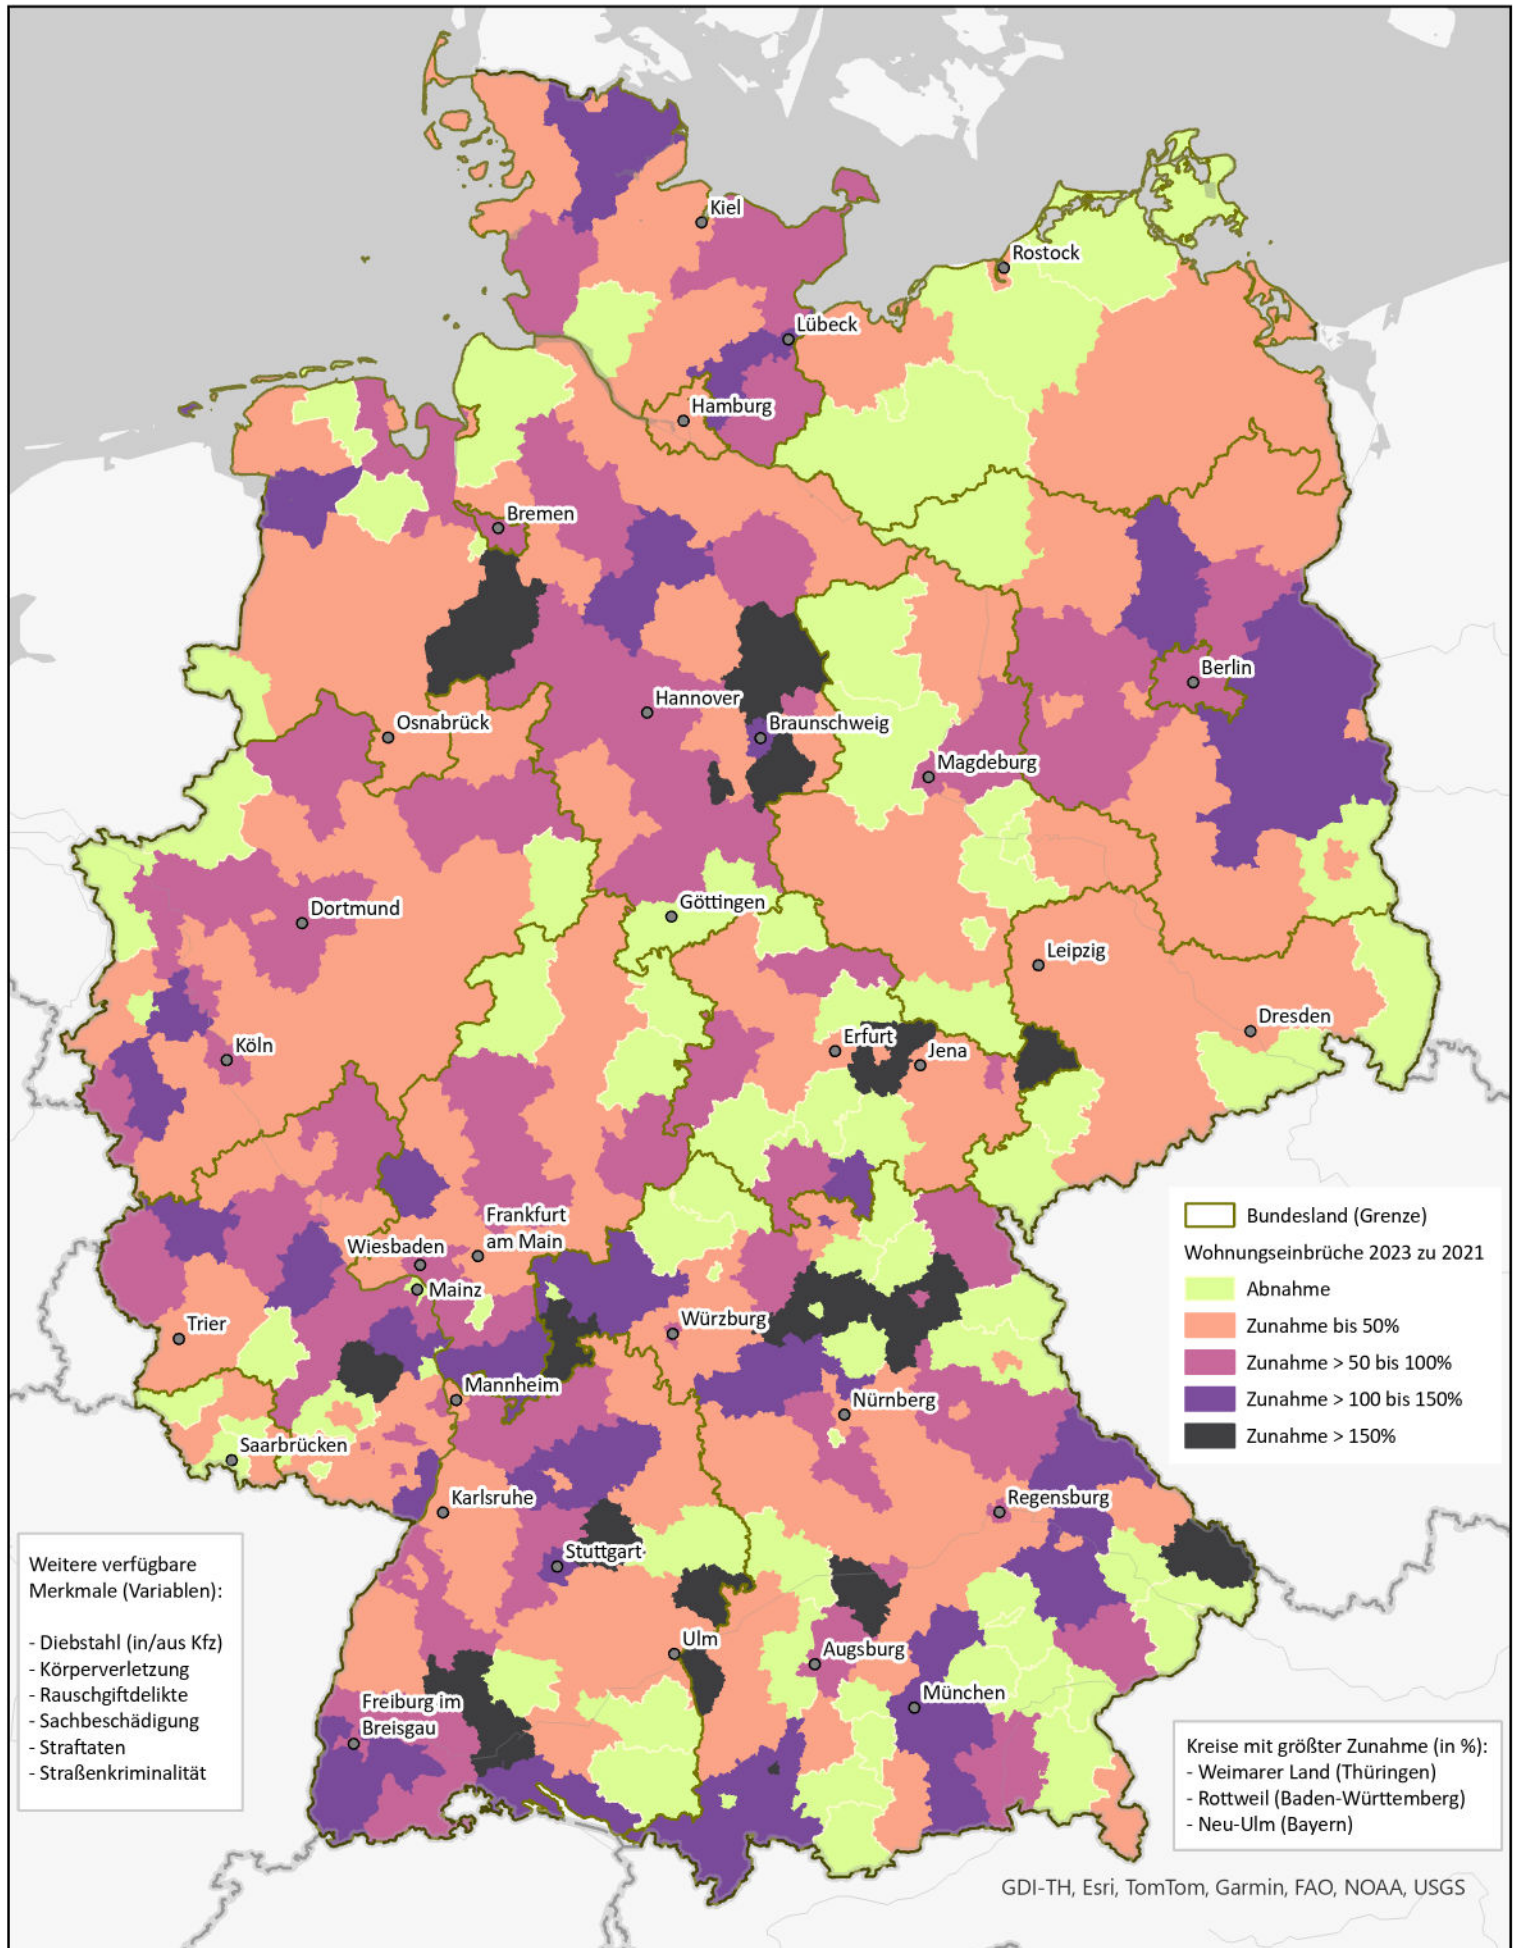 Kiel
Rostock
Lübeck
Hamburg
Bremen
Berlin
Hannover
Osnabrück
Braunschweig
Magdeburg
Göttingen
Dortmund
Leipzig
Dresden
Erfurt
Jena
Köln
Frankfurt
am Main
Wiesbaden
Mainz
Trier
Würzburg
Mannheim
Nürnberg
Saarbrücken
Karlsruhe
Regensburg
Stuttgart
Ulm
Augsburg
München
Freiburg im
Breisgau
Bundesland (Grenze)
Wohnungseinbrüche 2023 zu 2021
Abnahme
Zunahme bis 50%
Zunahme > 50 bis 100%
Zunahme > 100 bis 150%
Zunahme > 150%
Weitere verfügbare
Merkmale (Variablen):
- Diebstahl (in/aus Kfz)
- Körperverletzung
- Rauschgiftdelikte
- Sachbeschädigung
- Straftaten
- Straßenkriminalität
Kreise mit größter Zunahme (in %):
- Weimarer Land (Thüringen)
- Rottweil (Baden-Württemberg)
- Neu-Ulm (Bayern)
GDI-TH, Esri, TomTom, Garmin, FAO, NOAA, USGS